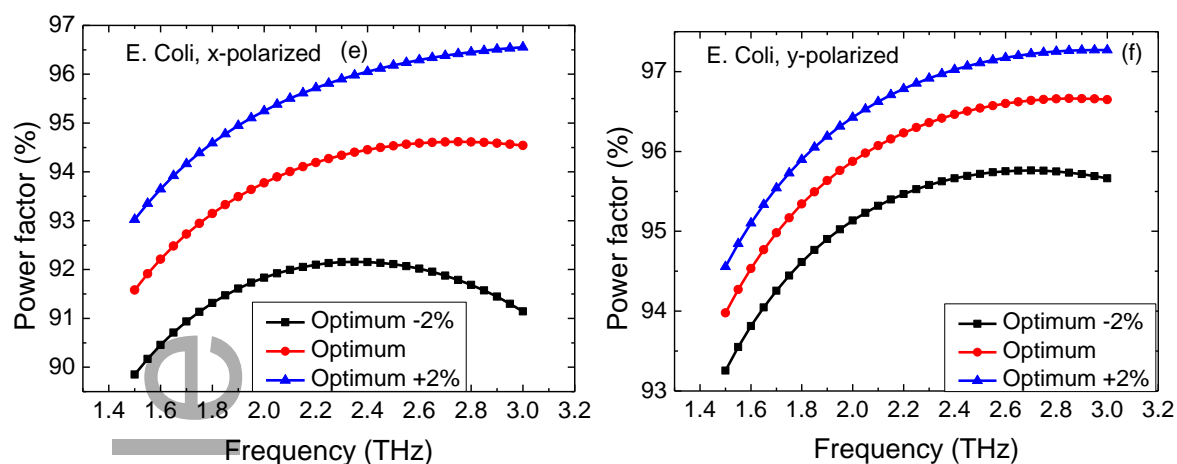 97
96
95
94
93
92
91
90
Power factor (%)
E. Coli, x-polarized
(e)
Optimum -2%
Optimum
Optimum +2%
1.4 1.6 1.8 2.0 2.2 2.4 2.6 2.8 3.0 3.2
Frequency (THz)
97
96
95
94
93
Power factor (%)
E. Coli, y-polarized
(f)
Optimum -2%
Optimum
Optimum +2%
1.4 1.6 1.8 2.0 2.2 2.4 2.6 2.8 3.0 3.2
Frequency (THz)